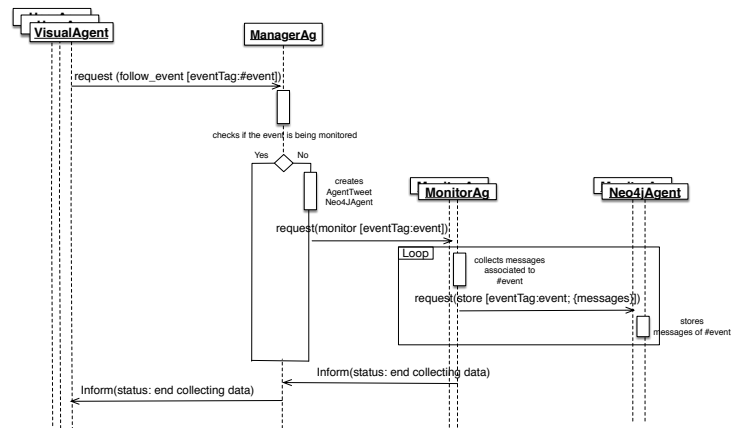 VisualAgent
ManagerAg
request (follow_event [eventTag:#event])
checks if the event is being monitored
Yes
No
creates
AgentTweet
Neo4JAgent
MonitorAg
Neo4jAgent
request(monitor [eventTag:event])
Loop
collects messages
associated to
#event
request(store [eventTag:event; {messages}])
stores
messages of #event
Inform(status: end collecting data)
Inform(status: end collecting data)